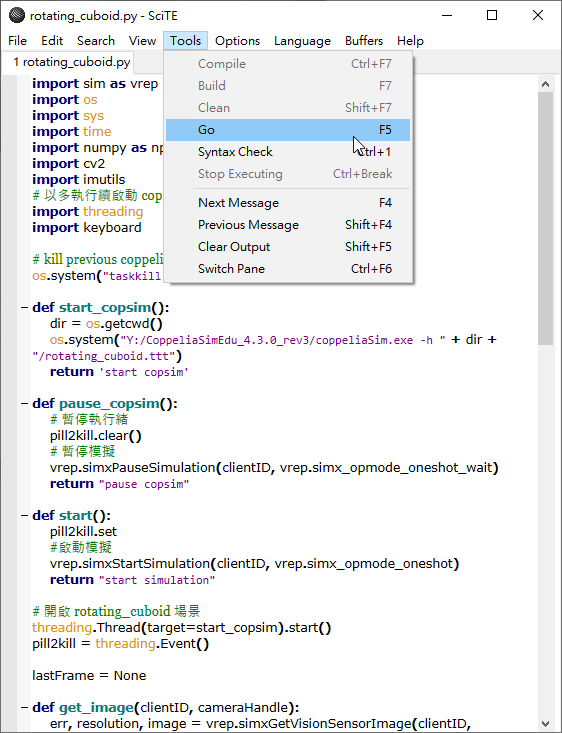 rotating_cuboid.py - SciTE
File Edit Search View Tools Options Language Buffers Help
1 rotating_cuboid.py
Compile Ctrl+F7
Build F7
Clean Shift+F7
Go F5
Syntax Check Ctrl+1
Stop Executing Ctrl+Break
Next Message F4
Previous Message Shift+F4
Clear Output Shift+F5
Switch Pane Ctrl+F6
import sim as vrep
import os
import sys
import time
import numpy as np
import cv2
import imutils
# 以多執行續啟動 cop
import threading
import keyboard
# kill previous coppeli
os.system("taskkill
def start_copsim():
dir = os.getcwd()
os.system("Y:/CoppeliaSimEdu_4.3.0_rev3/coppeliaSim.exe -h " + dir +
"/rotating_cuboid.ttt")
return 'start copsim'
def pause_copsim():
# 暫停執行緒
pill2kill.clear()
# 暫停模擬
vrep.simxPauseSimulation(clientID, vrep.simx_opmode_oneshot_wait)
return "pause copsim"
def start():
pill2kill.set
#啟動模擬
vrep.simxStartSimulation(clientID, vrep.simx_opmode_oneshot)
return "start simulation"
# 開啟 rotating_cuboid 場景
threading.Thread(target=start_copsim).start()
pill2kill = threading.Event()
lastFrame = None
def get_image(clientID, cameraHandle):
err, resolution, image = vrep.simxGetVisionSensorImage(clientID,